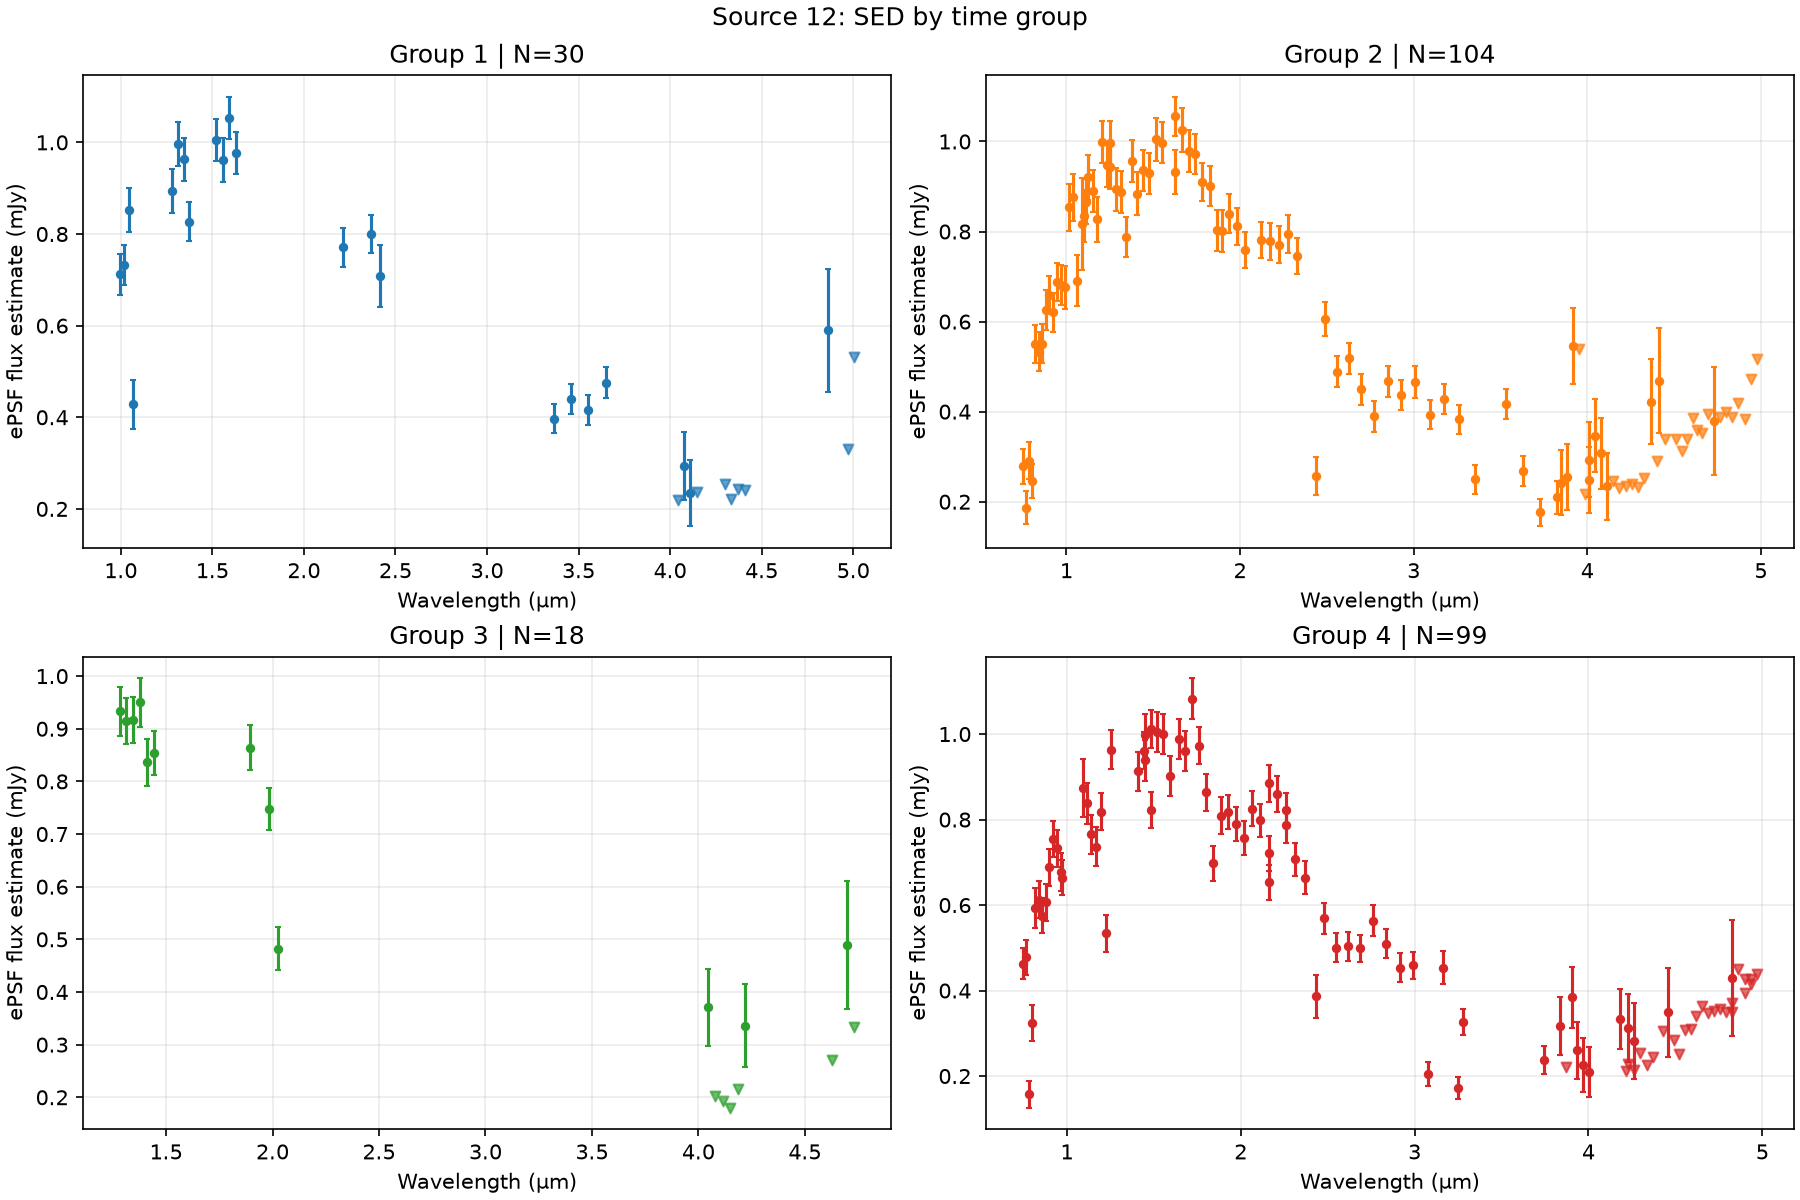 Source 12: SED by time group
Group 1 | N=30
ePSF flux estimate (mJy)
1.0
0.8
0.6
0.4
0.2
1.0 1.5 2.0 2.5 3.0 3.5 4.0 4.5 5.0
Wavelength (μm)
Group 2 | N=104
ePSF flux estimate (mJy)
1.0
0.8
0.6
0.4
0.2
1 2 3 4 5
Wavelength (μm)
Group 3 | N=18
ePSF flux estimate (mJy)
1.0
0.9
0.8
0.7
0.6
0.5
0.4
0.3
0.2
1.5 2.0 2.5 3.0 3.5 4.0 4.5
Wavelength (μm)
Group 4 | N=99
ePSF flux estimate (mJy)
1.0
0.8
0.6
0.4
0.2
1 2 3 4 5
Wavelength (μm)